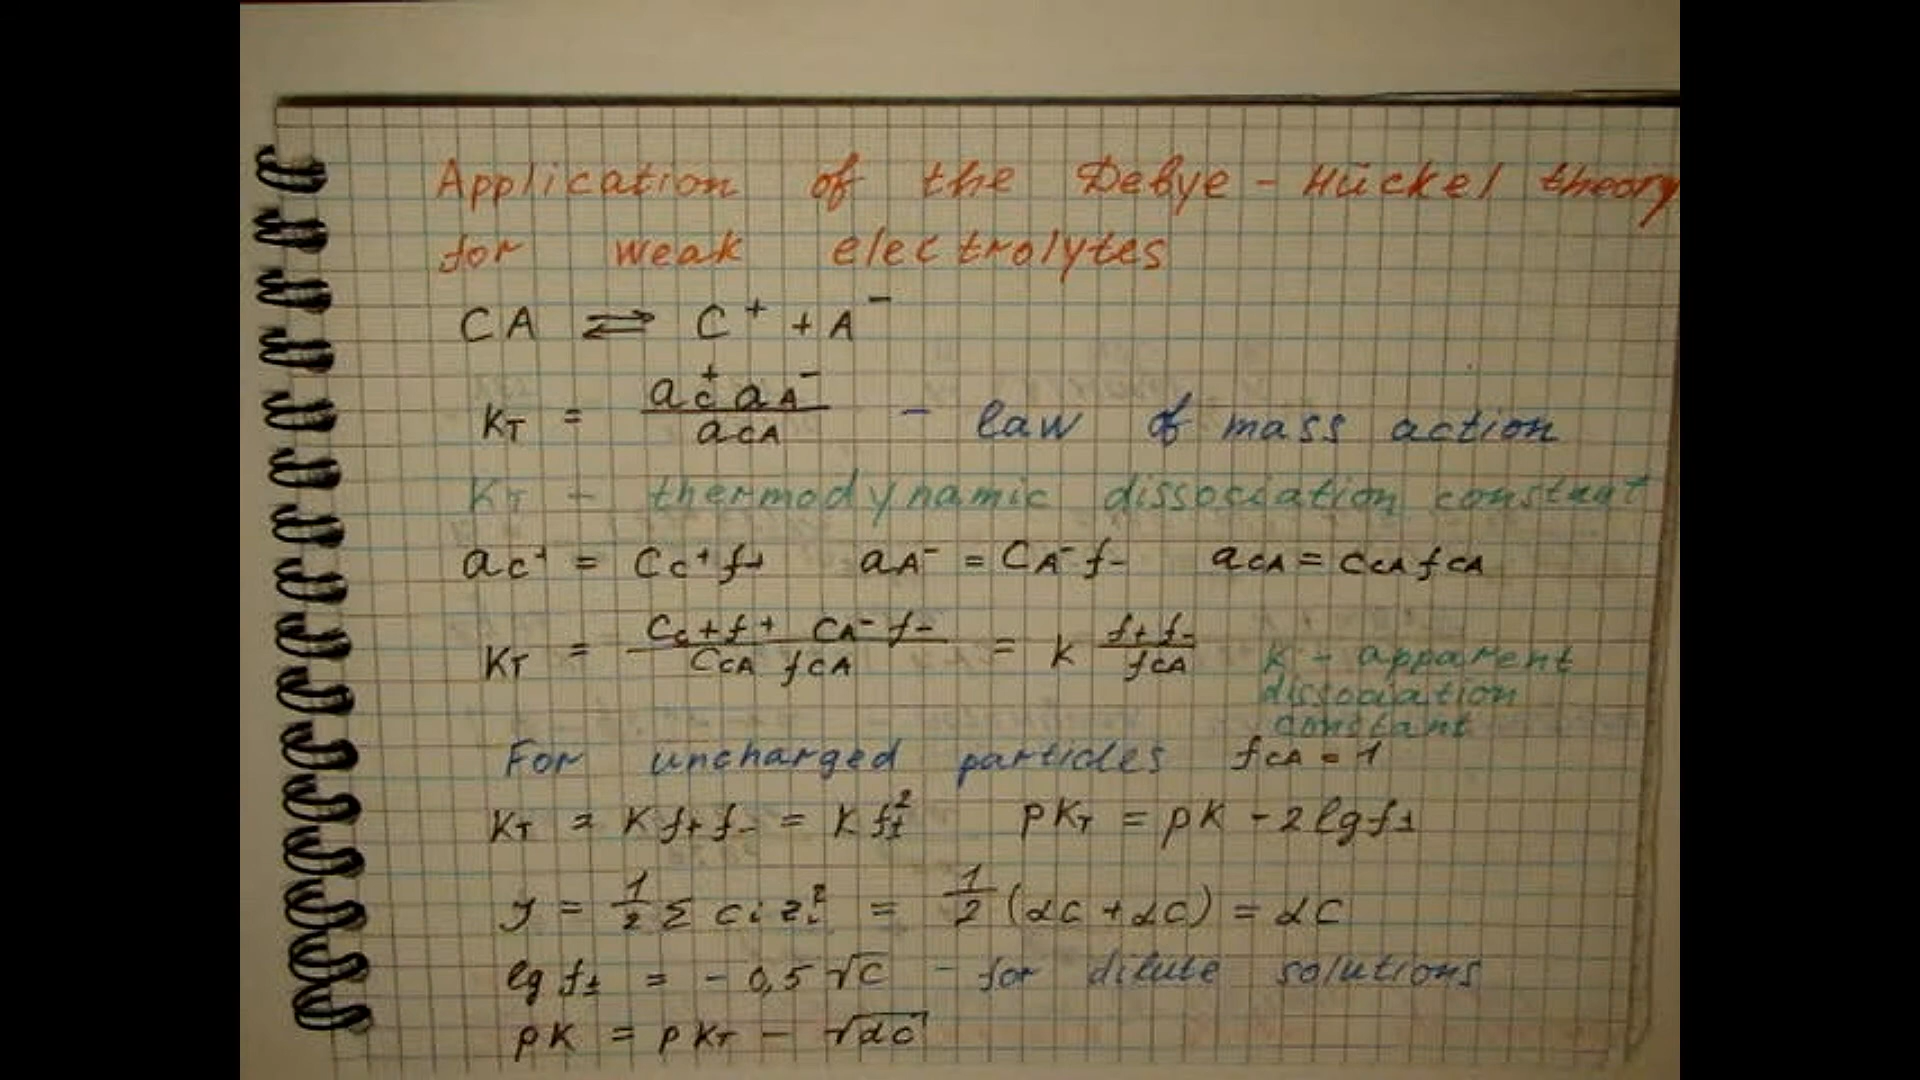 Application of the Debye - Hückel theory
for weak electrolytes
CA ⇌ C⁺ + A⁻
K_T = (a_C⁺ a_A⁻)/(a_CA) - law of mass action
K_T - thermodynamic dissociation constant
a_C⁺ = C_C⁺ f₊ a_A⁻ = C_A⁻ f₋ a_CA = C_CA f_CA
K_T = (C_C⁺ f₊ C_A⁻ f₋)/(C_CA f_CA) = K (f₊ f₋)/(f_CA) K - apparent
dissociation
constant
For uncharged particles f_CA = 1
K_T = K f₊ f₋ = K f±² pK_T = pK - 2 lg f±
J = 1/2 Σ c_i z_i² = 1/2 (αC + αC) = αC
lg f± = - 0,5 √C - for dilute solutions
pK = pK_T - √αC